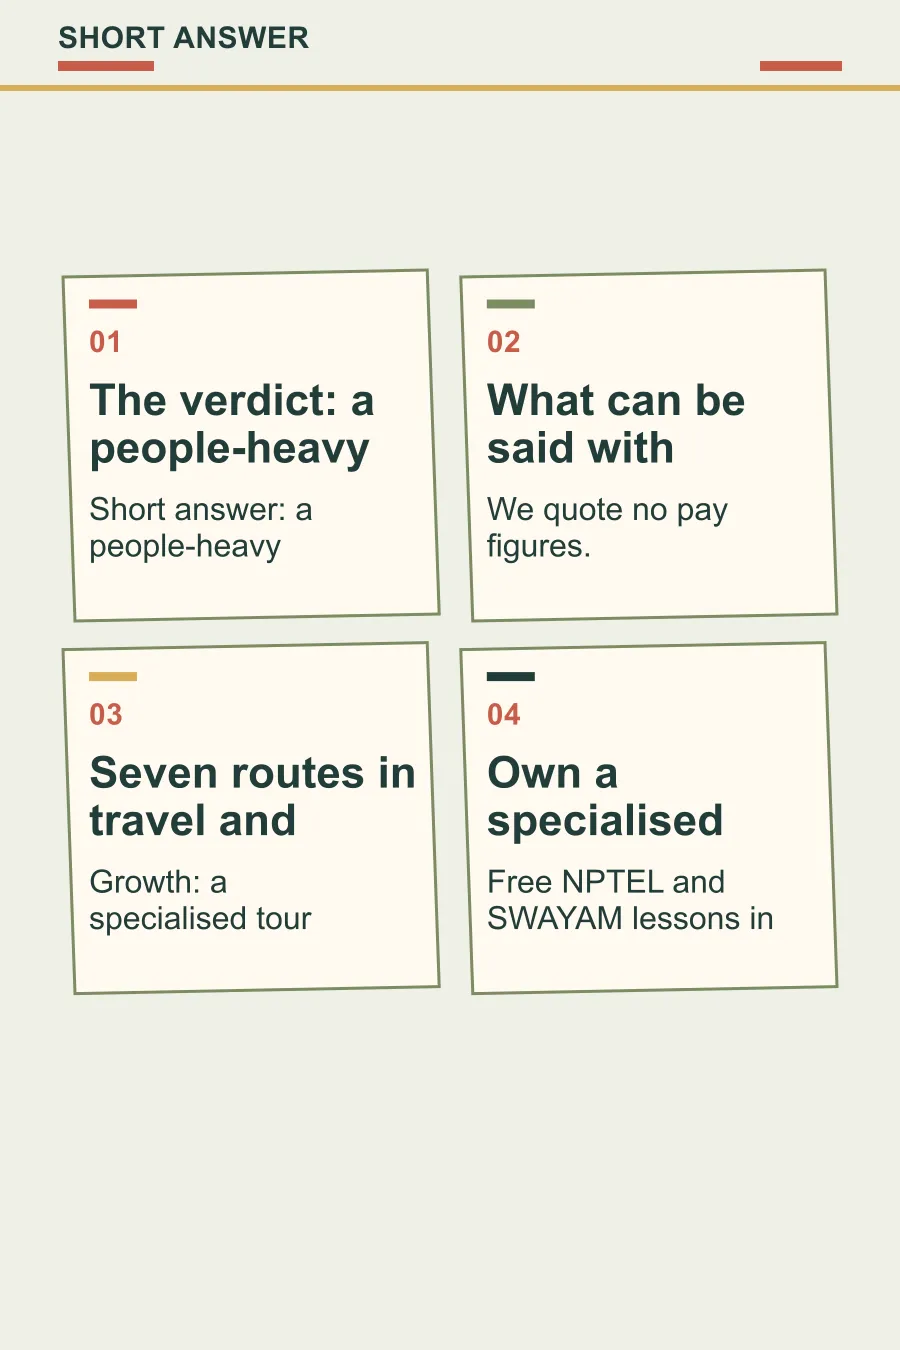 SHORT ANSWER
01
The verdict: a
people-heavy
Short answer: a
people-heavy
02
What can be
said with
We quote no pay
figures.
03
Seven routes in
travel and
Growth: a
specialised tour
04
Own a
specialised
Free NPTEL and
SWAYAM lessons in